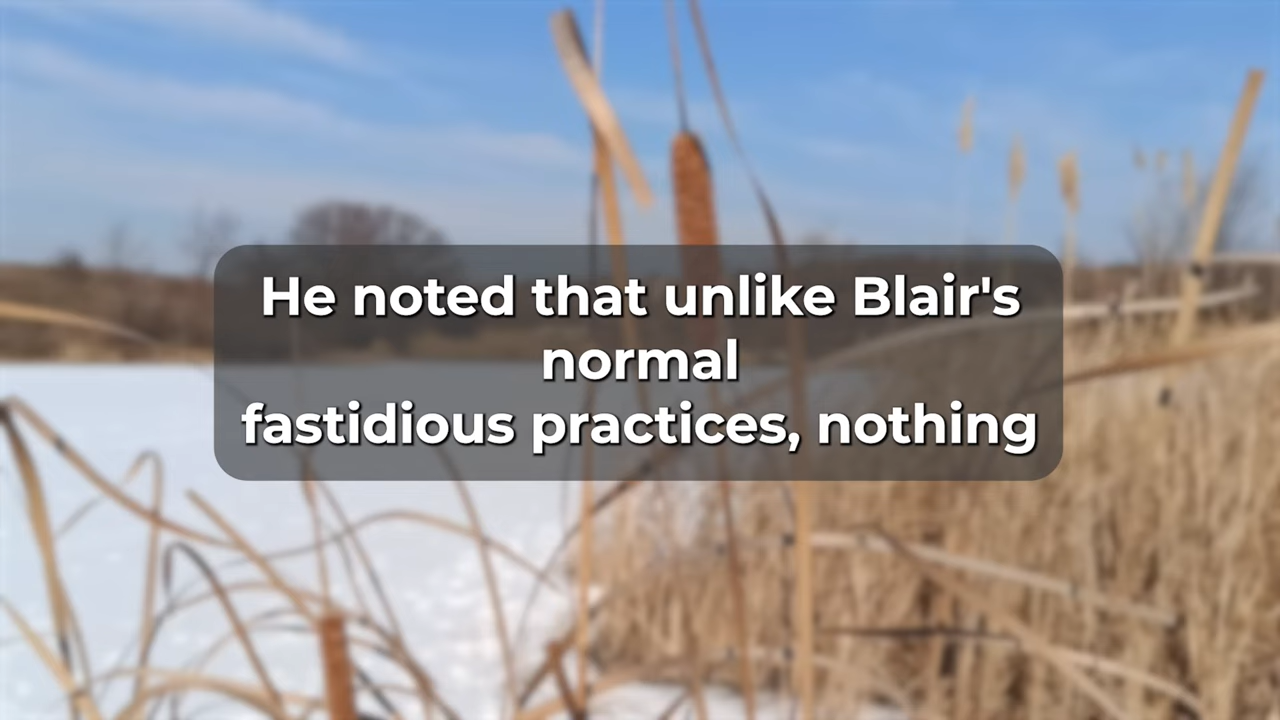 He noted that unlike Blair's
normal
fastidious practices, nothing